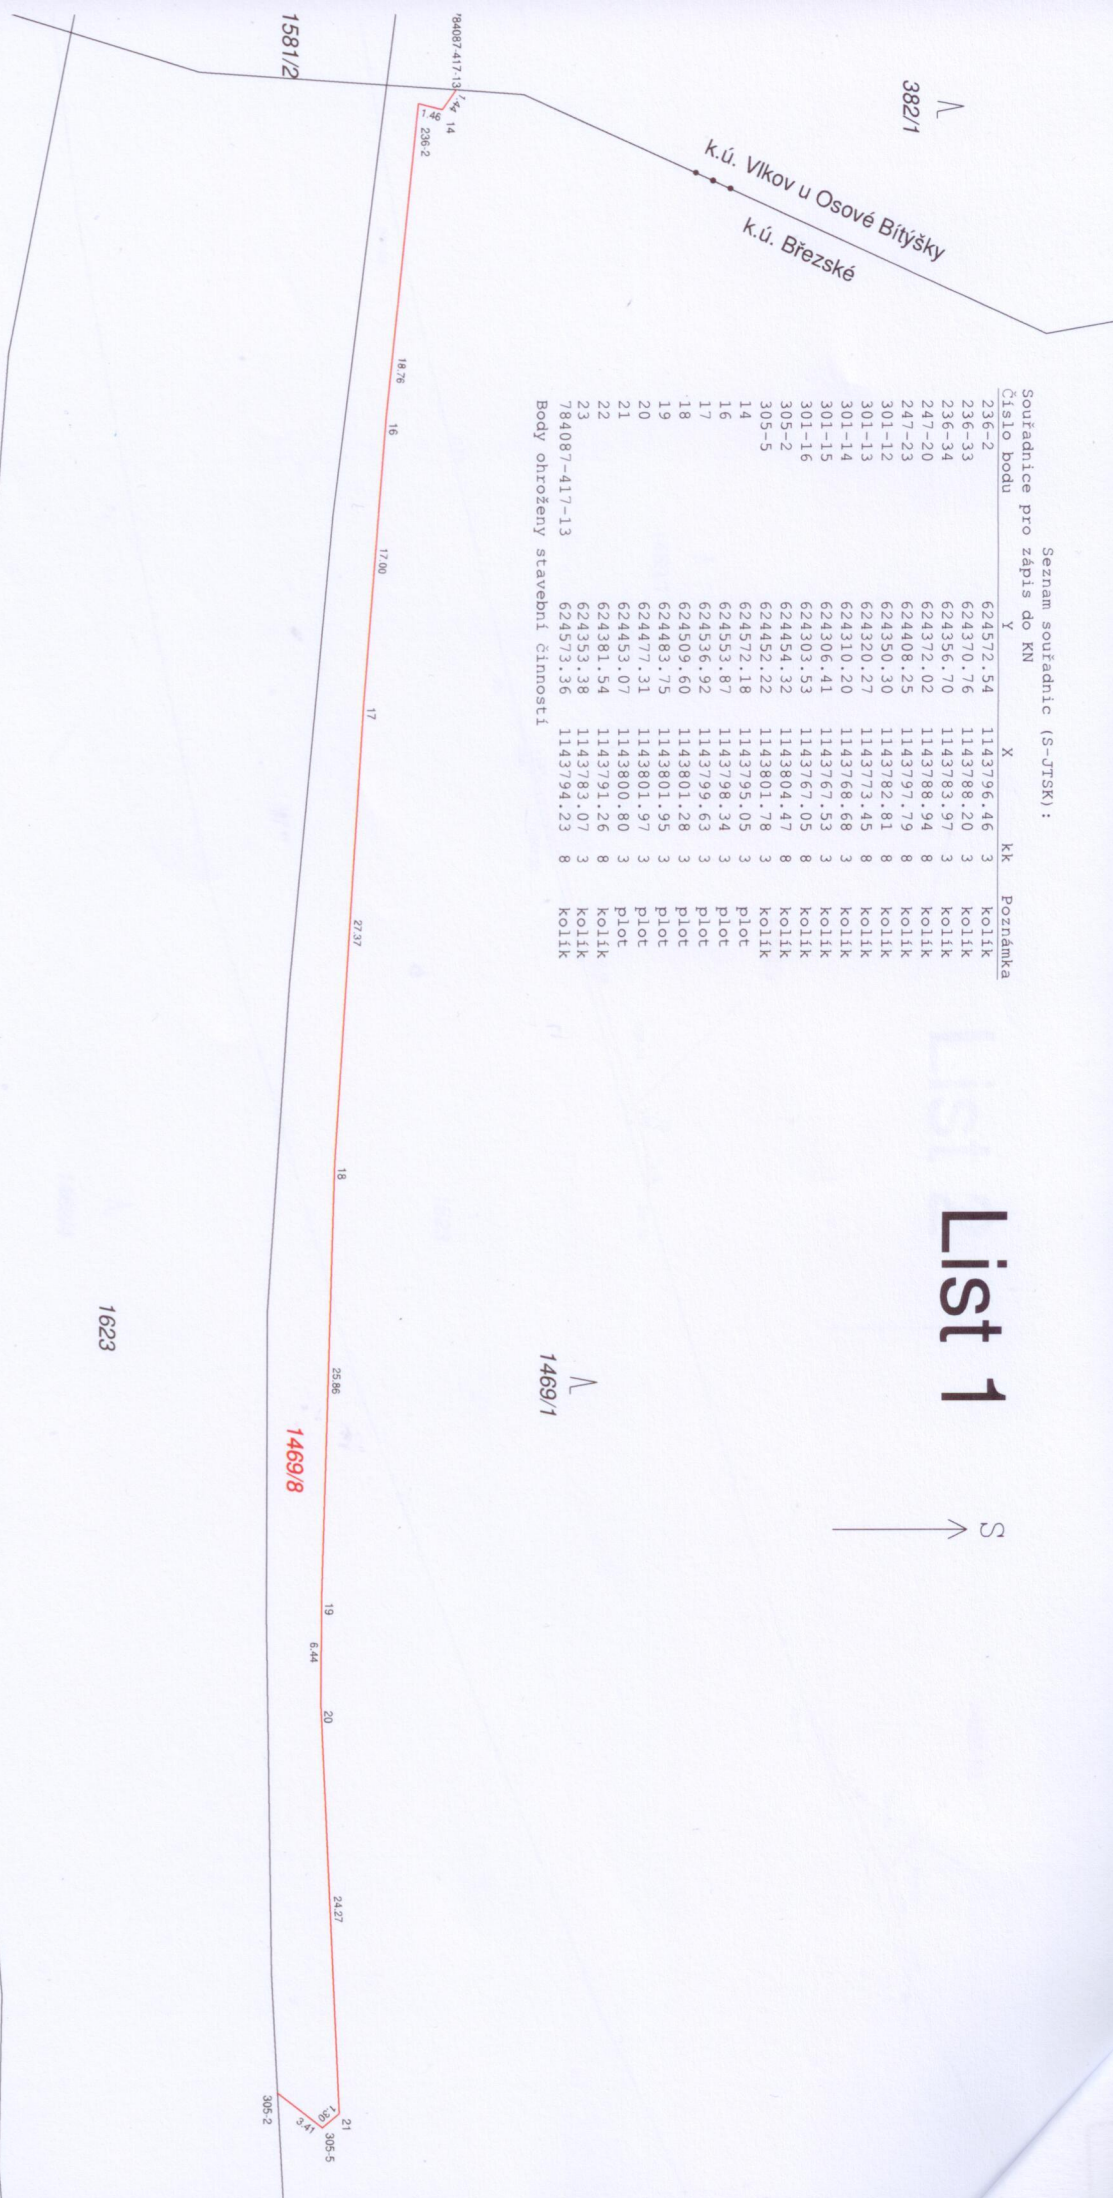 List 1
S
Seznam souřadnic (S-JTSK):
Souřadnice pro zápis do KN
Číslo bodu Y X kk Poznámka
236-2 624572.54 1143796.46 3 kolík
236-33 624370.76 1143788.20 3 kolík
236-34 624356.70 1143783.97 3 kolík
247-20 624372.02 1143788.94 8 kolík
247-23 624408.25 1143797.79 8 kolík
301-12 624350.30 1143782.81 8 kolík
301-13 624320.27 1143773.45 8 kolík
301-14 624310.20 1143768.68 3 kolík
301-15 624306.41 1143767.53 3 kolík
301-16 624303.53 1143767.05 8 kolík
305-2 624454.32 1143804.47 8 kolík
305-5 624452.22 1143801.78 3 kolík
14 624572.18 1143795.05 3 plot
16 624553.87 1143798.34 3 plot
17 624536.92 1143799.63 3 plot
18 624509.60 1143801.28 3 plot
19 624483.75 1143801.95 3 plot
20 624477.31 1143801.97 3 plot
21 624453.07 1143800.80 3 plot
22 624381.54 1143791.26 8 kolík
23 624353.38 1143783.07 3 kolík
784087-417-13 624573.36 1143794.23 8 kolík
Body ohroženy stavební činností
382/1
k.ú. Vlkov u Osové Bítýšky
k.ú. Březské
1469/1
784087-417-13
1.44
14
1.46
236-2
18.76
16
17.00
17
27.37
18
25.86
19
6.44
20
24.27
21
1.30
305-5
3.41
305-2
1581/2
1469/8
1623